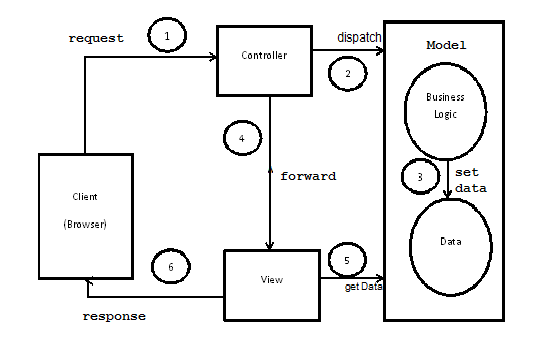 request
1
Controller
dispatch
2
Model
Business
Logic
4
forward
3
set
data
Client
(Browser)
Data
6
View
5
get Data
response